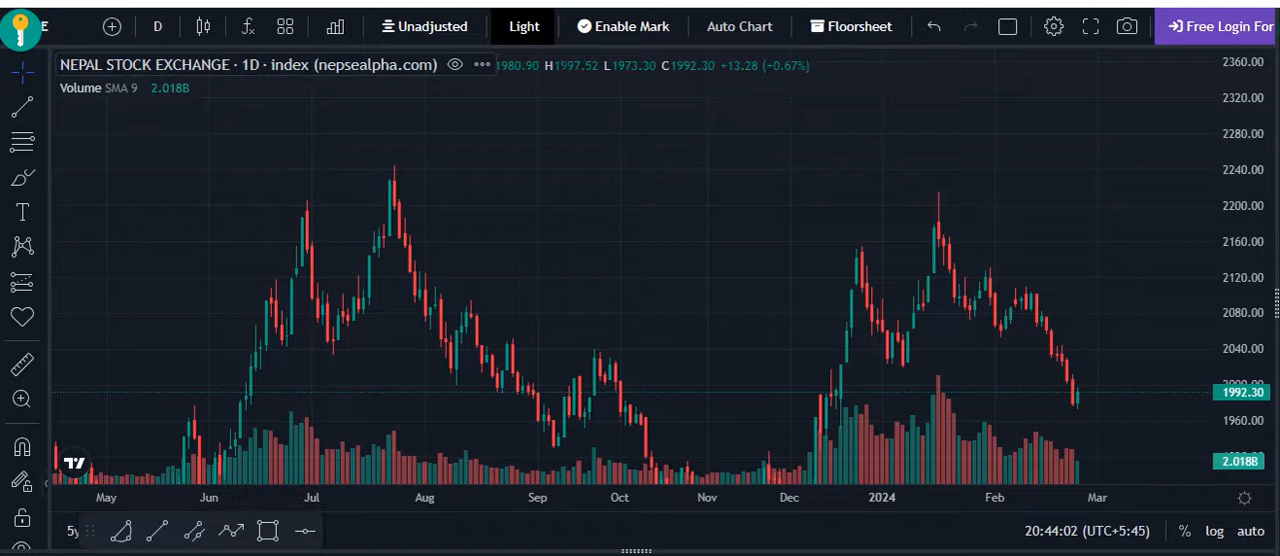 E D Unadjusted Light Enable Mark Auto Chart Floorsheet Free Login For
NEPAL STOCK EXCHANGE · 1D · index (nepsealpha.com) 1980.90 H1997.52 L1973.30 C1992.30 +13.28 (+0.67%)
Volume SMA 9 2.018B
2360.00
2320.00
2280.00
2240.00
2200.00
2160.00
2120.00
2080.00
2040.00
1992.30
1960.00
2.018B
May Jun Jul Aug Sep Oct Nov Dec 2024 Feb Mar
5y 20:44:02 (UTC+5:45) % log auto